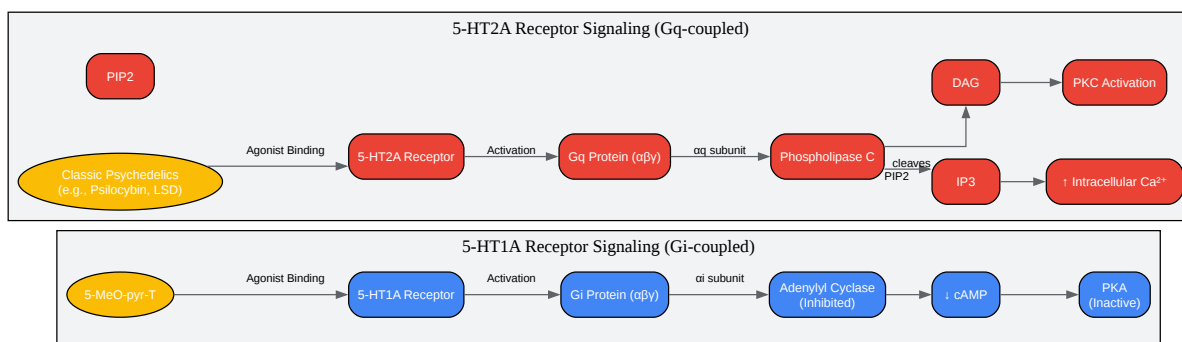 5-HT2A Receptor Signaling (Gq-coupled)
PIP2
DAG
PKC Activation
Classic Psychedelics
(e.g., Psilocybin, LSD)
Agonist Binding
5-HT2A Receptor
Activation
Gq Protein (αβγ)
αq subunit
Phospholipase C
cleaves
PIP2
IP3
↑ Intracellular Ca²⁺
5-HT1A Receptor Signaling (Gi-coupled)
5-MeO-pyr-T
Agonist Binding
5-HT1A Receptor
Activation
Gi Protein (αβγ)
αi subunit
Adenylyl Cyclase
(Inhibited)
↓ cAMP
PKA
(Inactive)